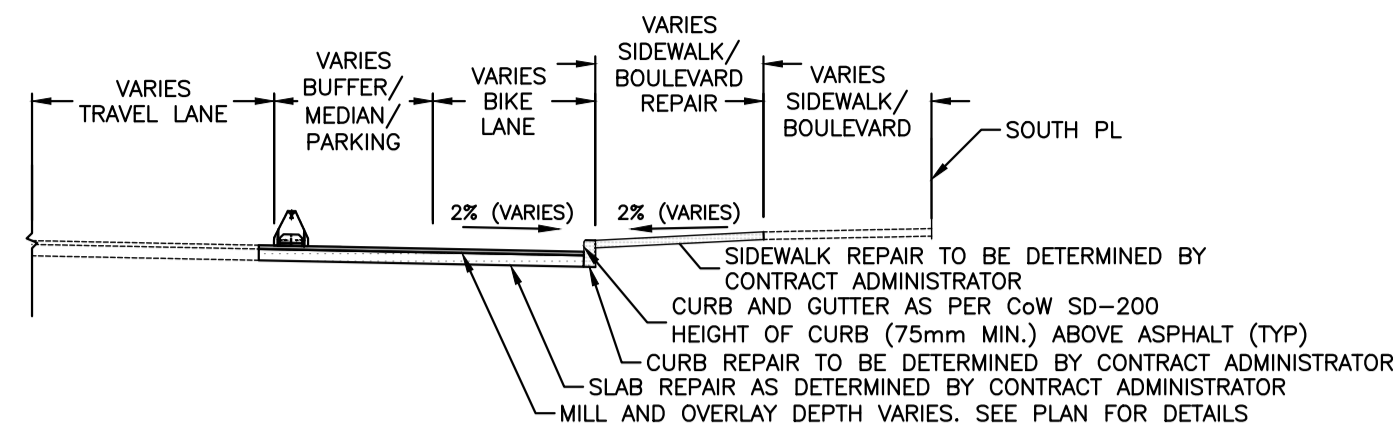 VARIES
TRAVEL LANE
VARIES
BUFFER/
MEDIAN/
PARKING
VARIES
BIKE
LANE
VARIES
SIDEWALK/
BOULEVARD
REPAIR
VARIES
SIDEWALK/
BOULEVARD
SOUTH PL
2% (VARIES)
2% (VARIES)
SIDEWALK REPAIR TO BE DETERMINED BY
CONTRACT ADMINISTRATOR
CURB AND GUTTER AS PER CoW SD-200
HEIGHT OF CURB (75mm MIN.) ABOVE ASPHALT (TYP)
CURB REPAIR TO BE DETERMINED BY CONTRACT ADMINISTRATOR
SLAB REPAIR AS DETERMINED BY CONTRACT ADMINISTRATOR
MILL AND OVERLAY DEPTH VARIES. SEE PLAN FOR DETAILS